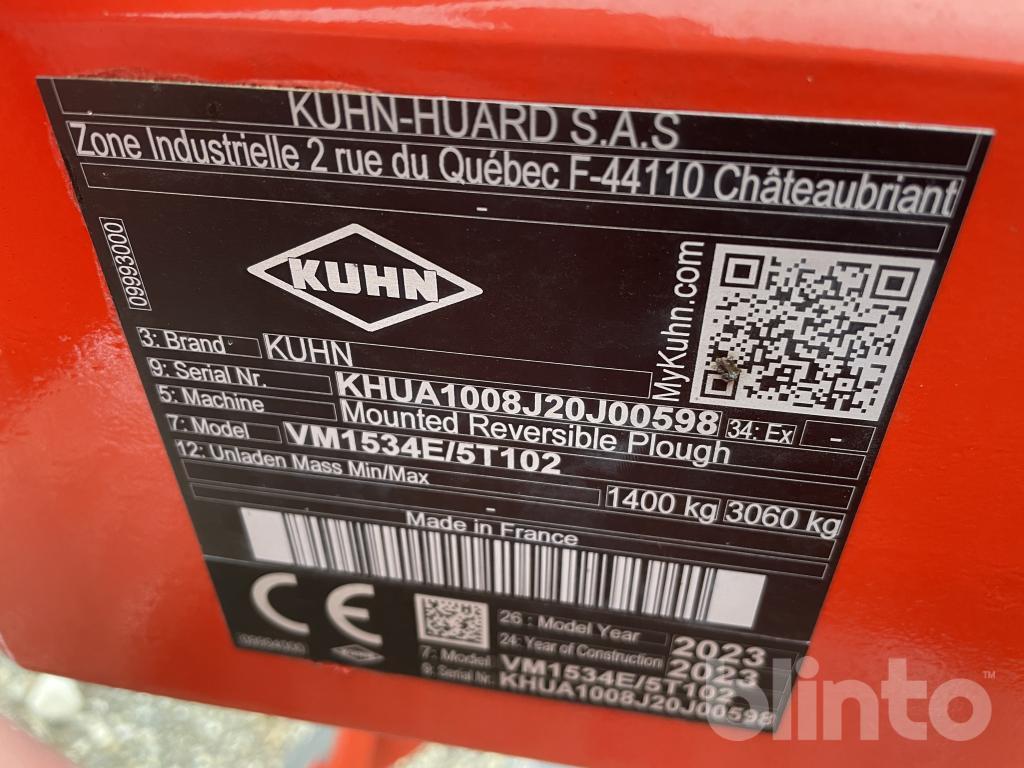 KUHN-HUARD S.A.S
Zone Industrielle 2 rue du Québec F-44110 Châteaubriant
-
09993000
KUHN
MyKuhn.com
3: Brand KUHN
9: Serial Nr. KHUA1008J20J00598
5: Machine Mounted Reversible Plough
34: Ex -
7: Model VM1534E/5T102
12: Unladen Mass Min/Max 1400 kg 3060 kg
-
Made in France
CE
KUHN
26 : Model Year 2023
24: Year of Construction 2023
7: Model VM1534E/5T102
9: Serial Nr. KHUA1008J20J00598
olinto™